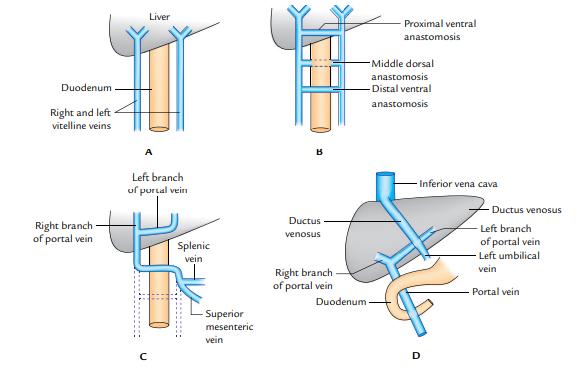 Liver
Duodenum
Right and left
vitelline veins
A
Proximal ventral
anastomosis
Middle dorsal
anastomosis
Distal ventral
anastomosis
B
Left branch
of portal vein
Right branch
of portal vein
Splenic
vein
Superior
mesenteric
vein
C
Inferior vena cava
Ductus venosus
Ductus
venosus
Left branch
of portal vein
Left umbilical
vein
Right branch
of portal vein
Portal vein
Duodenum
D